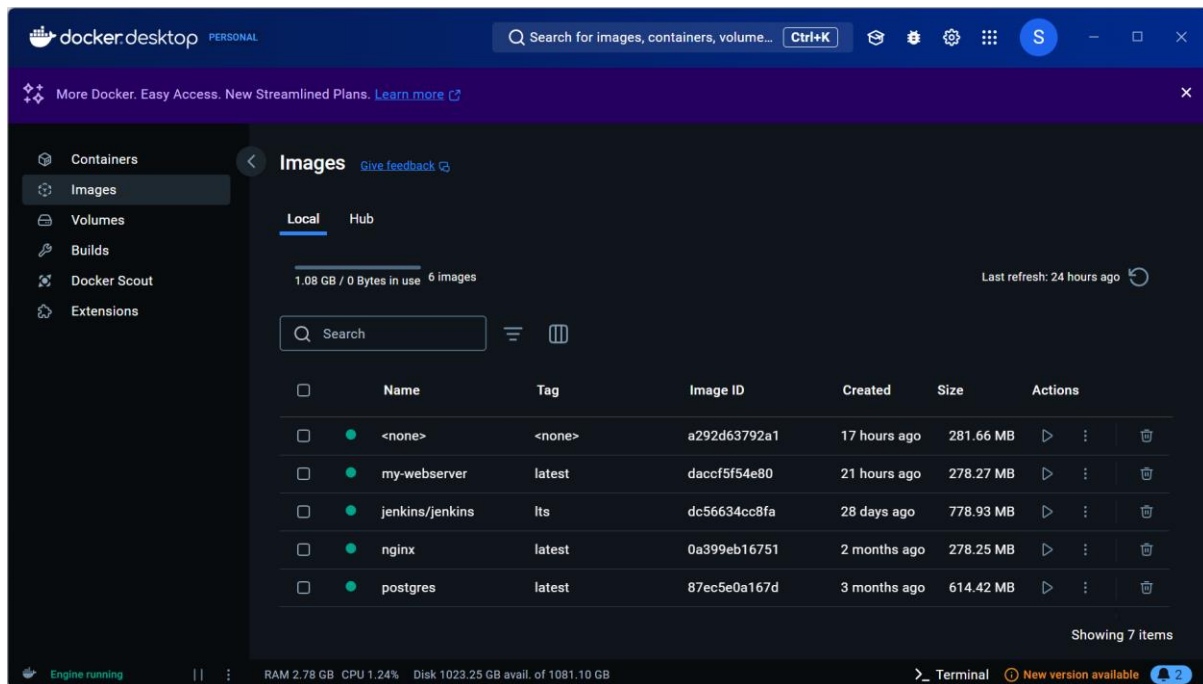 docker.desktop PERSONAL Search for images, containers, volume... Ctrl+K S
More Docker. Easy Access. New Streamlined Plans. Learn more
Containers
Images
Volumes
Builds
Docker Scout
Extensions
Images Give feedback
Local Hub
1.08 GB / 0 Bytes in use 6 images Last refresh: 24 hours ago
Search
Name Tag Image ID Created Size Actions
<none> <none> a292d63792a1 17 hours ago 281.66 MB
my-webserver latest daccf5f54e80 21 hours ago 278.27 MB
jenkins/jenkins lts dc56634cc8fa 28 days ago 778.93 MB
nginx latest 0a399eb16751 2 months ago 278.25 MB
postgres latest 87ec5e0a167d 3 months ago 614.42 MB
Showing 7 items
Engine running RAM 2.78 GB CPU 1.24% Disk 1023.25 GB avail. of 1081.10 GB >_ Terminal New version available 2